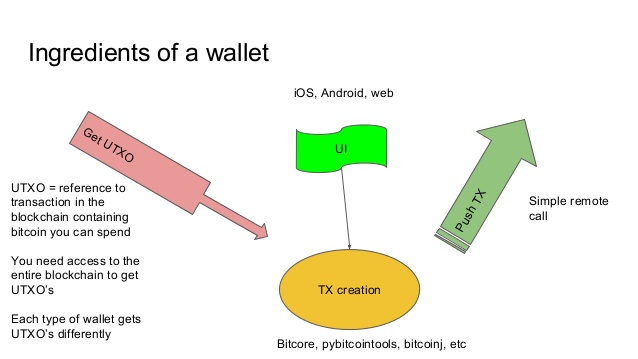 Ingredients of a wallet
iOS, Android, web
Get UTXO
UI
Push TX
UTXO = reference to
transaction in the
blockchain containing
bitcoin you can spend
Simple remote
call
You need access to the
entire blockchain to get
UTXO's
TX creation
Each type of wallet gets
UTXO's differently
Bitcore, pybitcointools, bitcoinj, etc